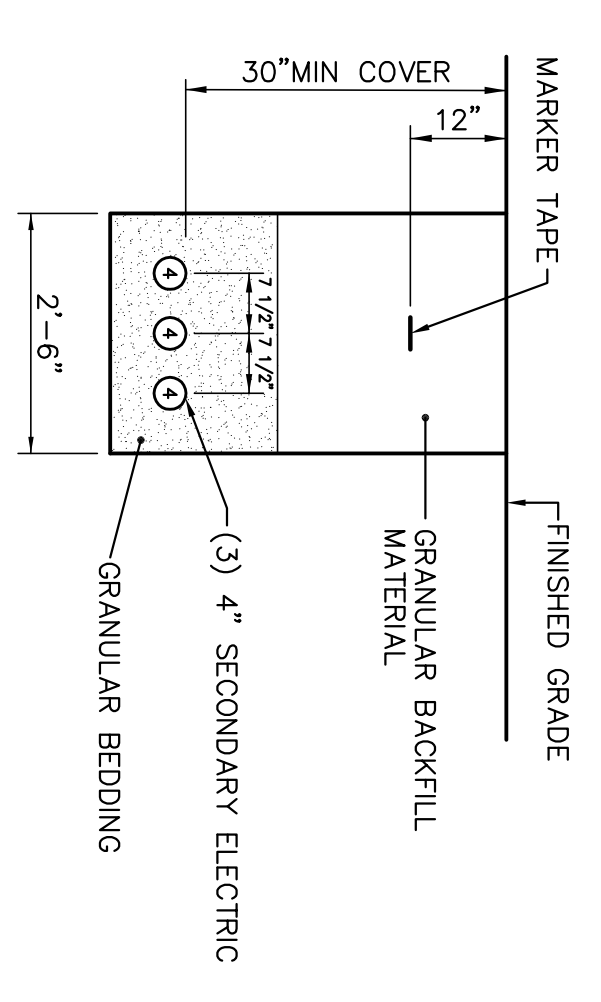 MARKER TAPE
FINISHED GRADE
30”MIN COVER
12”
GRANULAR BACKFILL
MATERIAL
7 1/2”
7 1/2”
4
4
4
(3) 4” SECONDARY ELECTRIC
GRANULAR BEDDING
2’-6”